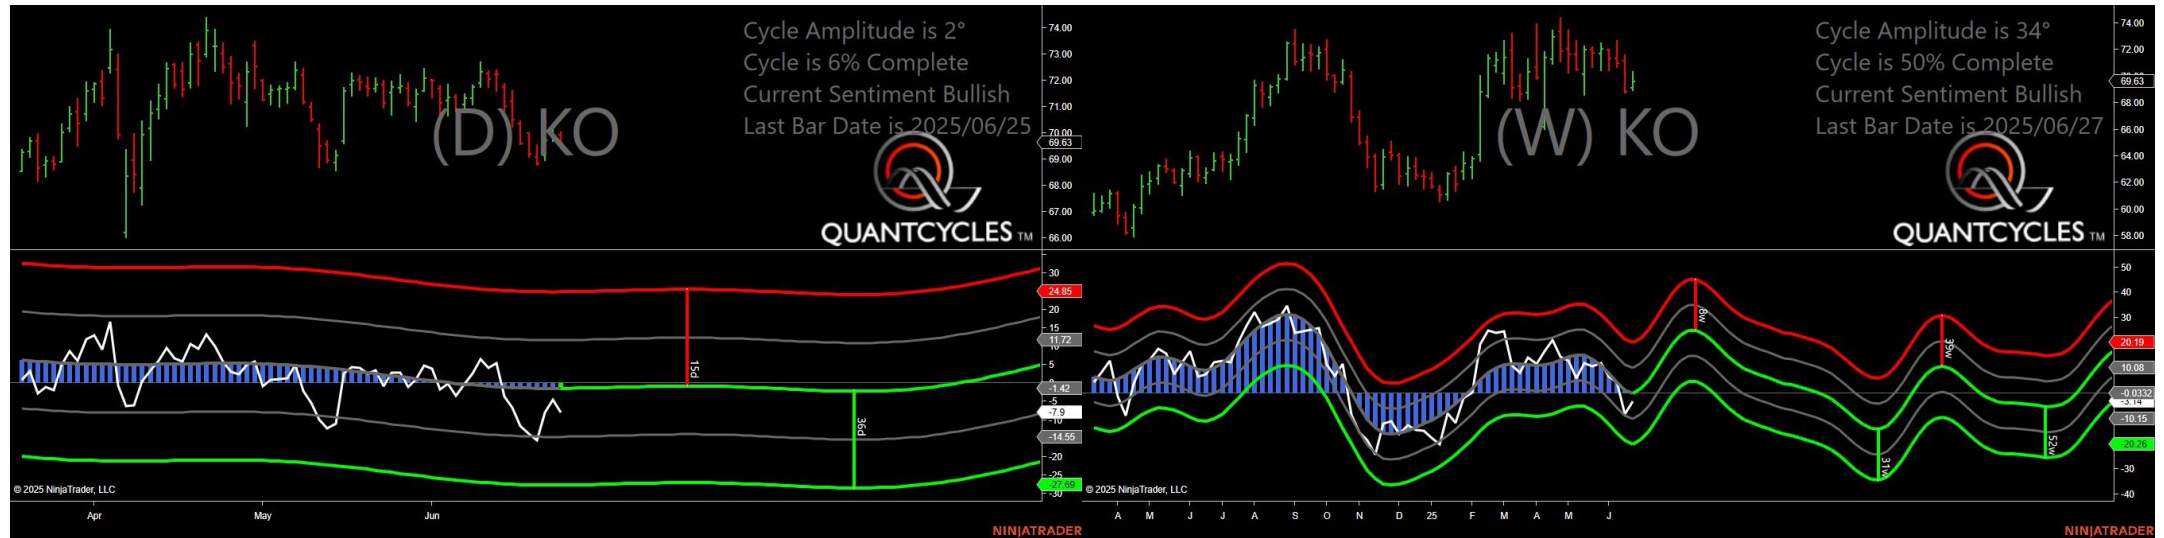 Cycle Amplitude is 2°
Cycle is 6% Complete
Current Sentiment Bullish
Last Bar Date is 2025/06/25
(D) KO
QUANTCYCLES TM
74.00
73.00
72.00
71.00
70.00
69.63
69.00
68.00
67.00
66.00
30
24.85
20
15
11.72
5
-1.42
-5
-7.9
-10
-14.55
-20
-25
-27.69
-30
15d
36d
© 2025 NinjaTrader, LLC
Apr
May
Jun
NINJATRADER
Cycle Amplitude is 34°
Cycle is 50% Complete
Current Sentiment Bullish
Last Bar Date is 2025/06/27
(W) KO
QUANTCYCLES TM
74.00
72.00
69.63
68.00
66.00
64.00
62.00
60.00
58.00
50
40
30
20.19
10.08
-0.0332
-3.14
-10.15
-20.26
-30
-40
8w
31w
39w
52w
© 2025 NinjaTrader, LLC
A M J J A S O N D 25 F M A M J
NINJATRADER